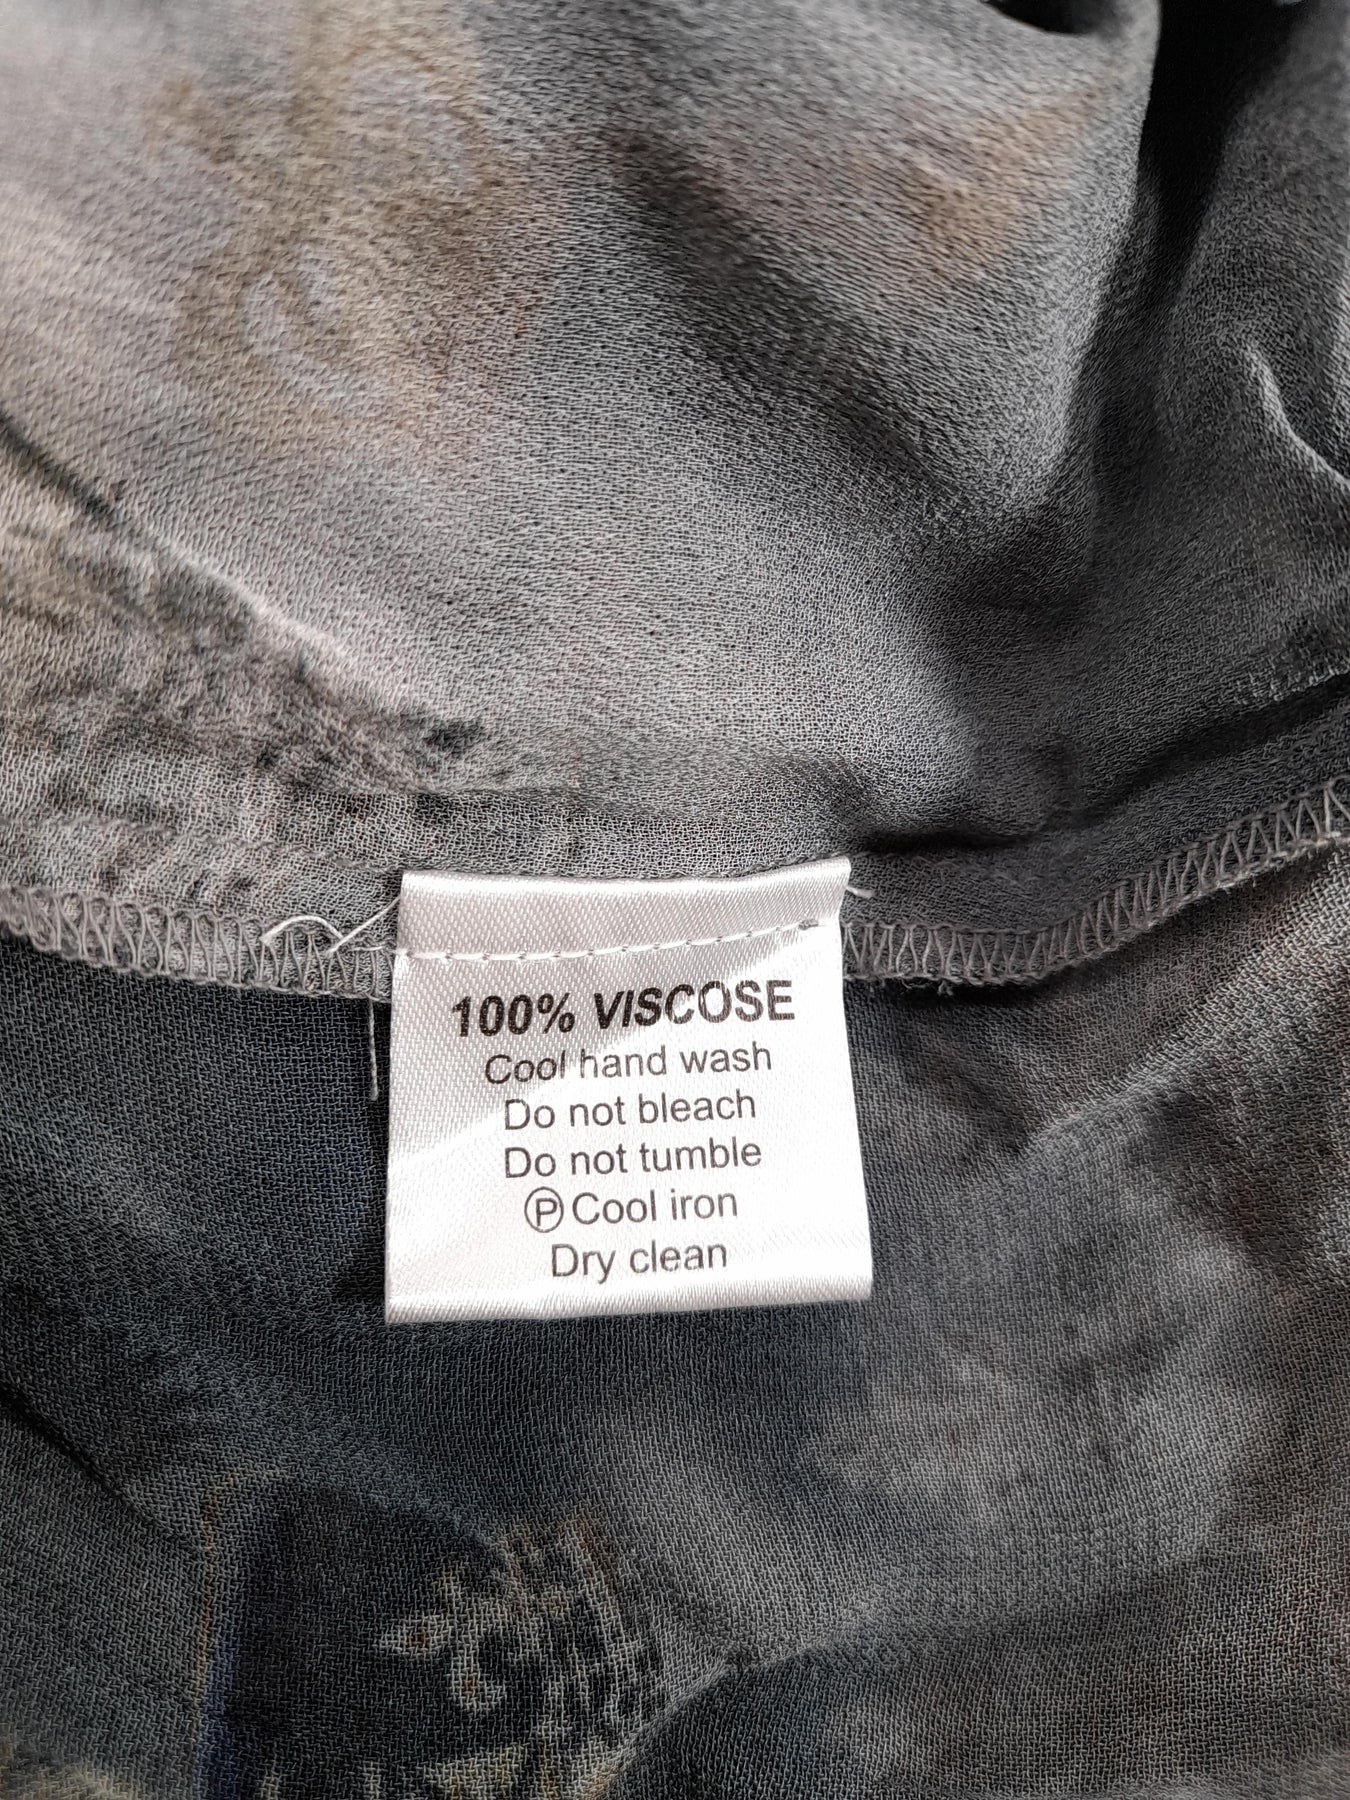 100% VISCOSE
Cool hand wash
Do not bleach
Do not tumble
Ⓟ Cool iron
Dry clean